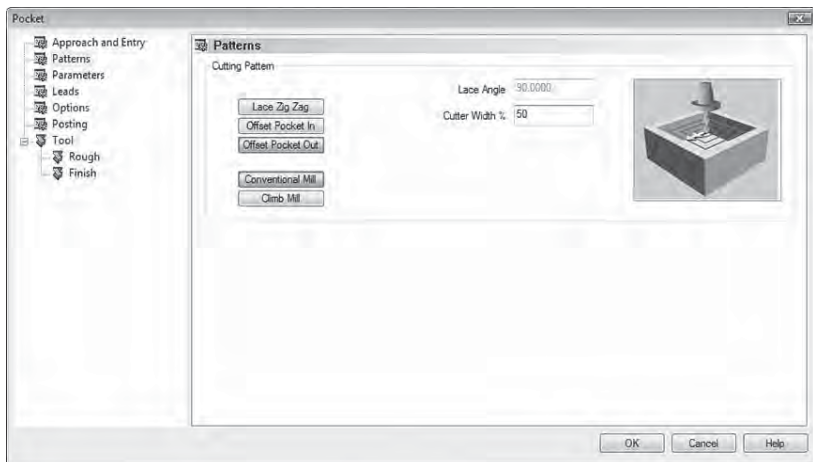 Pocket
Approach and Entry
Patterns
Parameters
Leads
Options
Posting
Tool
Rough
Finish
Patterns
Cutting Pattern
Lace Zig Zag
Offset Pocket In
Offset Pocket Out
Conventional Mill
Climb Mill
Lace Angle 90.0000
Cutter Width % 50
OK Cancel Help